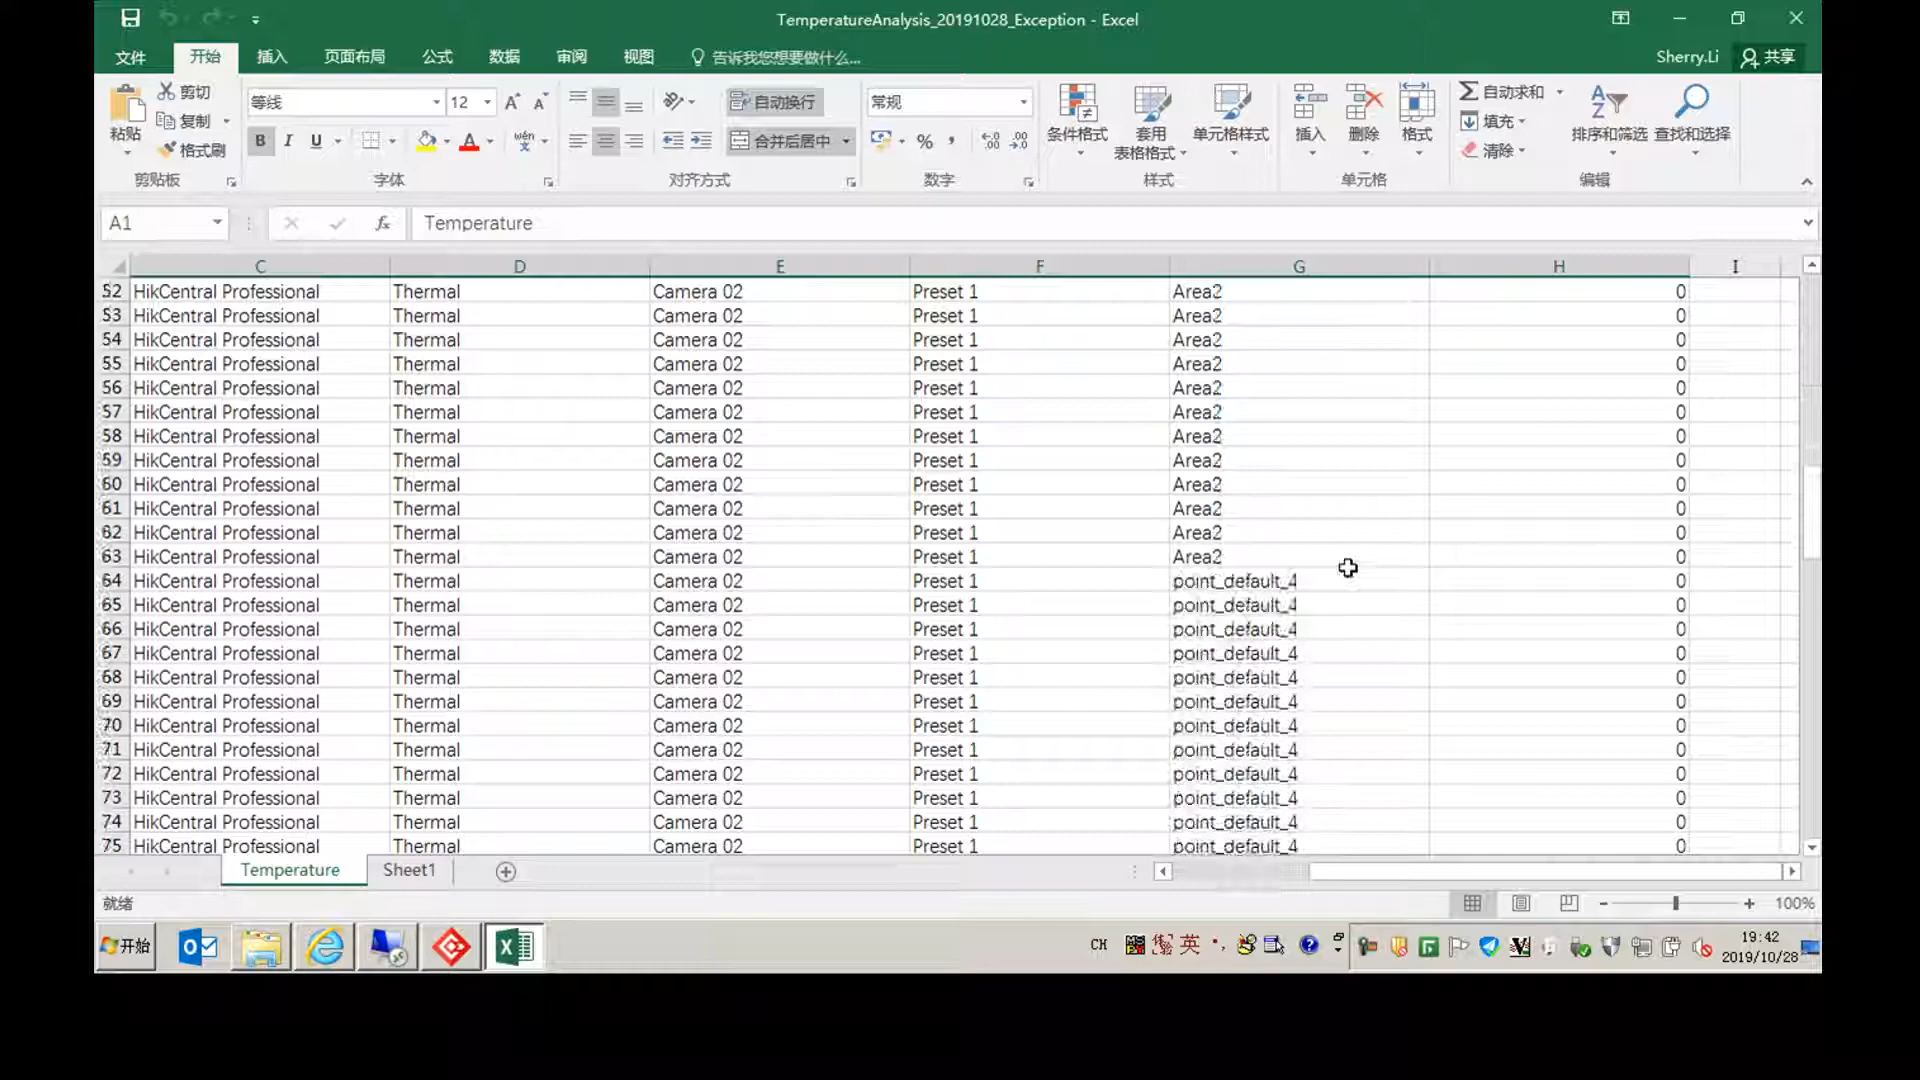 TemperatureAnalysis_20191028_Exception - Excel
文件 开始 插入 页面布局 公式 数据 审阅 视图 告诉我您想要做什么... Sherry.Li 共享
粘贴 剪切 复制 格式刷 剪贴板
等线 12 B I U wén 字体
自动换行 合并后居中 对齐方式
常规 % 数字
条件格式 套用表格格式 单元格样式 样式
插入 删除 格式 单元格
自动求和 填充 清除 排序和筛选 查找和选择 编辑
A1 fx Temperature
C D E F G H I
52 HikCentral Professional Thermal Camera 02 Preset 1 Area2 0
53 HikCentral Professional Thermal Camera 02 Preset 1 Area2 0
54 HikCentral Professional Thermal Camera 02 Preset 1 Area2 0
55 HikCentral Professional Thermal Camera 02 Preset 1 Area2 0
56 HikCentral Professional Thermal Camera 02 Preset 1 Area2 0
57 HikCentral Professional Thermal Camera 02 Preset 1 Area2 0
58 HikCentral Professional Thermal Camera 02 Preset 1 Area2 0
59 HikCentral Professional Thermal Camera 02 Preset 1 Area2 0
60 HikCentral Professional Thermal Camera 02 Preset 1 Area2 0
61 HikCentral Professional Thermal Camera 02 Preset 1 Area2 0
62 HikCentral Professional Thermal Camera 02 Preset 1 Area2 0
63 HikCentral Professional Thermal Camera 02 Preset 1 Area2 0
64 HikCentral Professional Thermal Camera 02 Preset 1 point_default_4 0
65 HikCentral Professional Thermal Camera 02 Preset 1 point_default_4 0
66 HikCentral Professional Thermal Camera 02 Preset 1 point_default_4 0
67 HikCentral Professional Thermal Camera 02 Preset 1 point_default_4 0
68 HikCentral Professional Thermal Camera 02 Preset 1 point_default_4 0
69 HikCentral Professional Thermal Camera 02 Preset 1 point_default_4 0
70 HikCentral Professional Thermal Camera 02 Preset 1 point_default_4 0
71 HikCentral Professional Thermal Camera 02 Preset 1 point_default_4 0
72 HikCentral Professional Thermal Camera 02 Preset 1 point_default_4 0
73 HikCentral Professional Thermal Camera 02 Preset 1 point_default_4 0
74 HikCentral Professional Thermal Camera 02 Preset 1 point_default_4 0
75 HikCentral Professional Thermal Camera 02 Preset 1 point_default_4 0
Temperature Sheet1
就绪 100%
开始 CH 英 19:42
2019/10/28